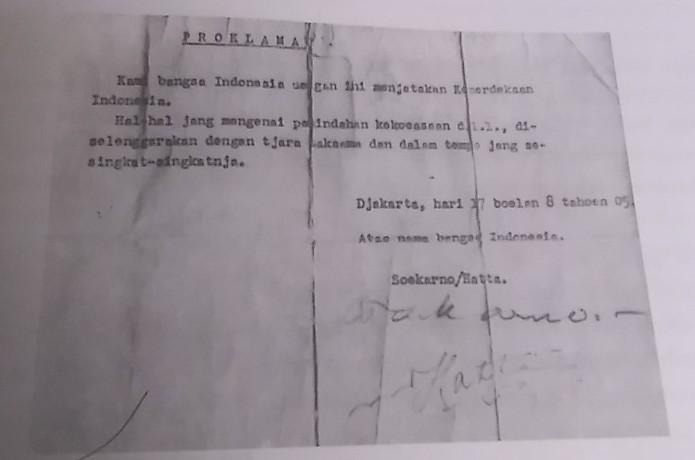 P R O K L A M A
Kami bangsa Indonesia dengan ini menjatakan Kemerdekaan
Indonesia.
Hal-hal jang mengenai pemindahan kekoeasaan d.l.l., di-
selenggarakan dengan tjara saksama dan dalam tempo jang se-
singkat-singkatnja.
Djakarta, hari 17 boelan 8 tahoen 05.
Atas nama bangsa Indonesia.
Soekarno/Hatta.